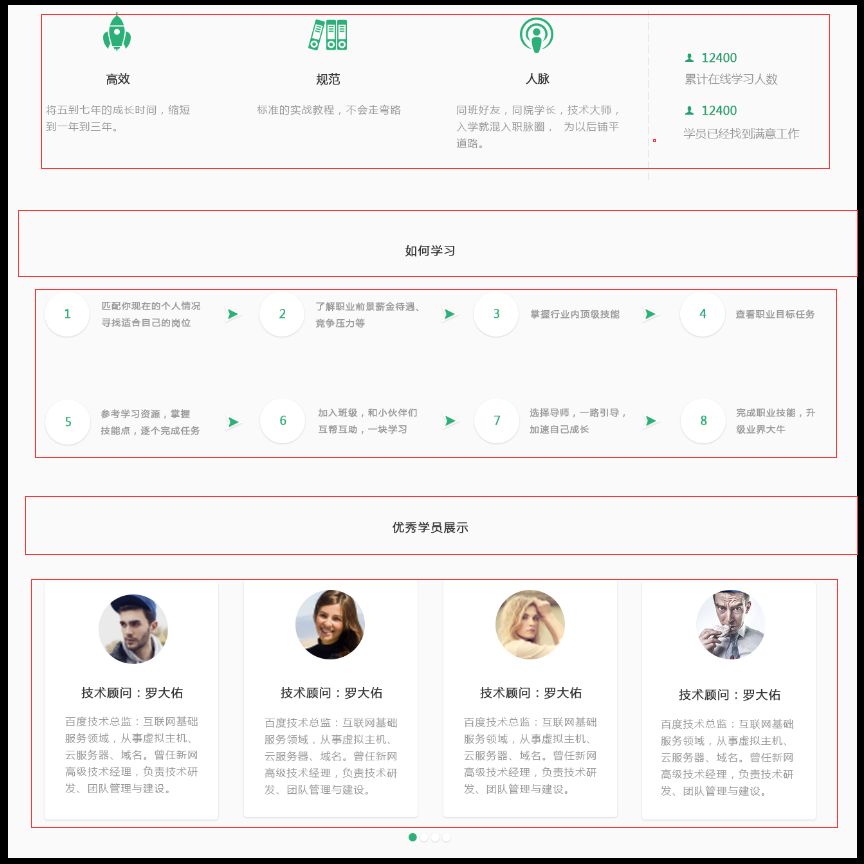 高效
将五到七年的成长时间，缩短
到一年到三年。
规范
标准的实战教程，不会走弯路
人脉
同班好友，同院学长，技术大师，
入学就混入职脉圈， 为以后铺平
道路。
12400
累计在线学习人数
12400
学员已经找到满意工作
如何学习
1
匹配你现在的个人情况
寻找适合自己的岗位
2
了解职业前景薪金待遇、
竞争压力等
3
掌握行业内顶级技能
4
查看职业目标任务
5
参考学习资源，掌握
技能点，逐个完成任务
6
加入班级，和小伙伴们
互帮互助，一块学习
7
选择导师，一路引导，
加速自己成长
8
完成职业技能，升
级业界大牛
优秀学员展示
技术顾问：罗大佑
百度技术总监：互联网基础
服务领域，从事虚拟主机、
云服务器、域名。曾任新网
高级技术经理，负责技术研
发、团队管理与建设。
技术顾问：罗大佑
百度技术总监：互联网基础
服务领域，从事虚拟主机、
云服务器、域名。曾任新网
高级技术经理，负责技术研
发、团队管理与建设。
技术顾问：罗大佑
百度技术总监：互联网基础
服务领域，从事虚拟主机、
云服务器、域名。曾任新网
高级技术经理，负责技术研
发、团队管理与建设。
技术顾问：罗大佑
百度技术总监：互联网基础
服务领域，从事虚拟主机、
云服务器、域名。曾任新网
高级技术经理，负责技术研
发、团队管理与建设。